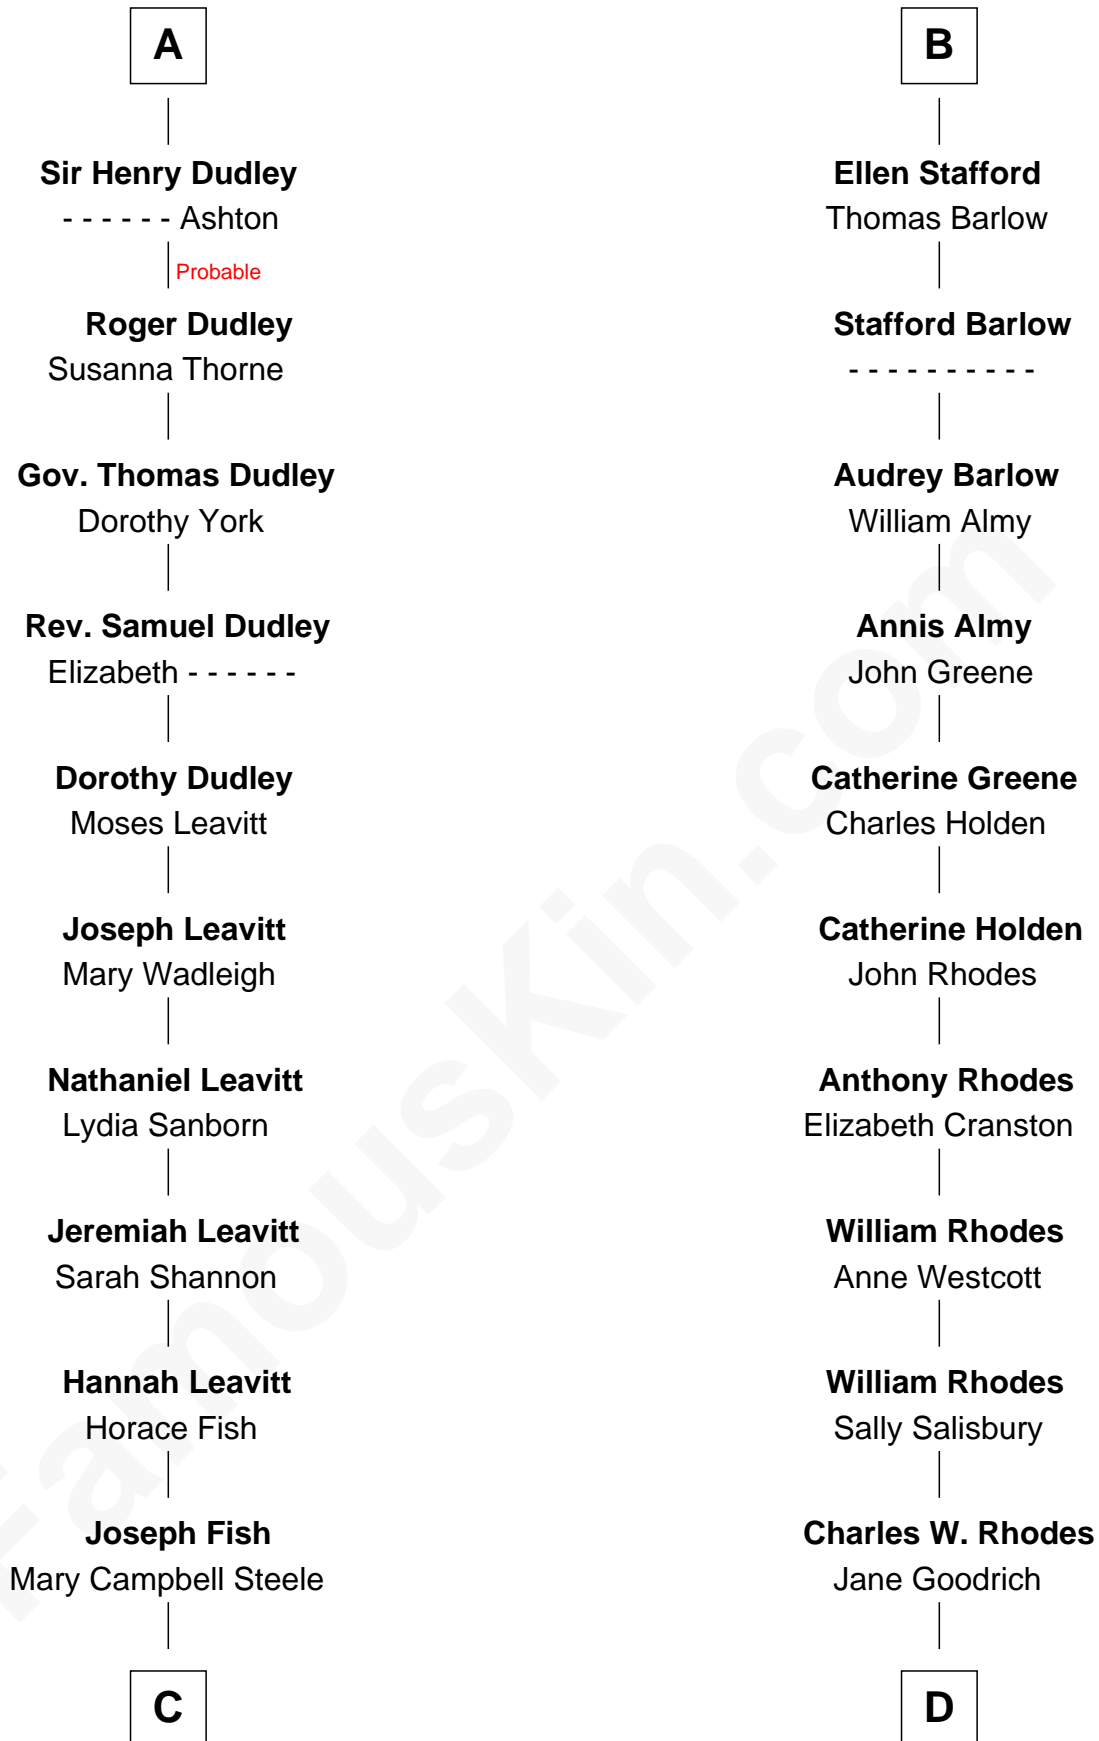 A
Sir Henry Dudley
- - - - - - Ashton
Probable
Roger Dudley
Susanna Thorne
Gov. Thomas Dudley
Dorothy York
Rev. Samuel Dudley
Elizabeth - - - - - -
Dorothy Dudley
Moses Leavitt
Joseph Leavitt
Mary Wadleigh
Nathaniel Leavitt
Lydia Sanborn
Jeremiah Leavitt
Sarah Shannon
Hannah Leavitt
Horace Fish
Joseph Fish
Mary Campbell Steele
C
B
Ellen Stafford
Thomas Barlow
Stafford Barlow
- - - - - - - - - -
Audrey Barlow
William Almy
Annis Almy
John Greene
Catherine Greene
Charles Holden
Catherine Holden
John Rhodes
Anthony Rhodes
Elizabeth Cranston
William Rhodes
Anne Westcott
William Rhodes
Sally Salisbury
Charles W. Rhodes
Jane Goodrich
D
FamousKin.com